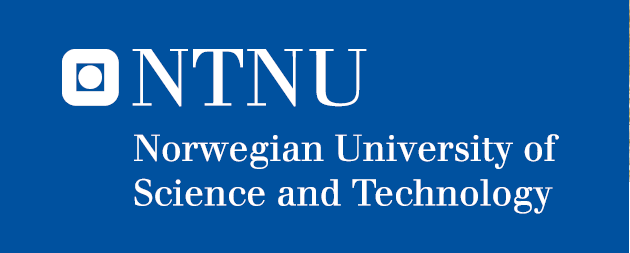 NTNU
Norwegian University of
Science and Technology